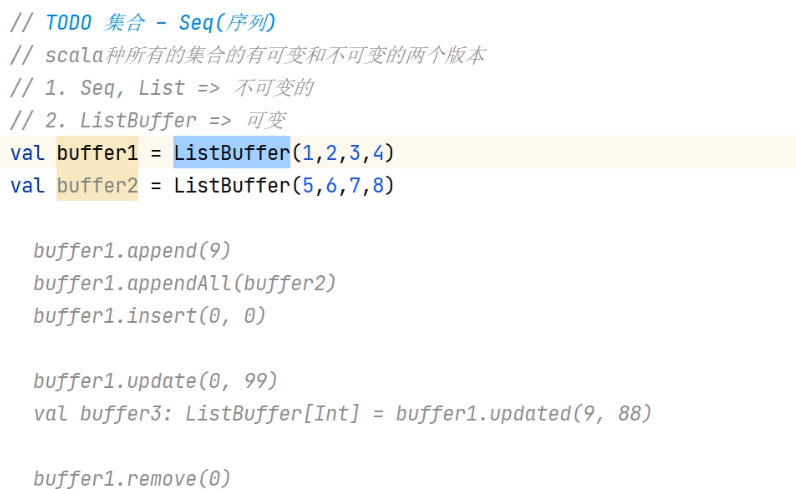 // TODO 集合 - Seq(序列)
// scala种所有的集合的有可变和不可变的两个版本
// 1. Seq, List => 不可变的
// 2. ListBuffer => 可变
val buffer1 = ListBuffer(1,2,3,4)
val buffer2 = ListBuffer(5,6,7,8)
buffer1.append(9)
buffer1.appendAll(buffer2)
buffer1.insert(0, 0)
buffer1.update(0, 99)
val buffer3: ListBuffer[Int] = buffer1.updated(9, 88)
buffer1.remove(0)